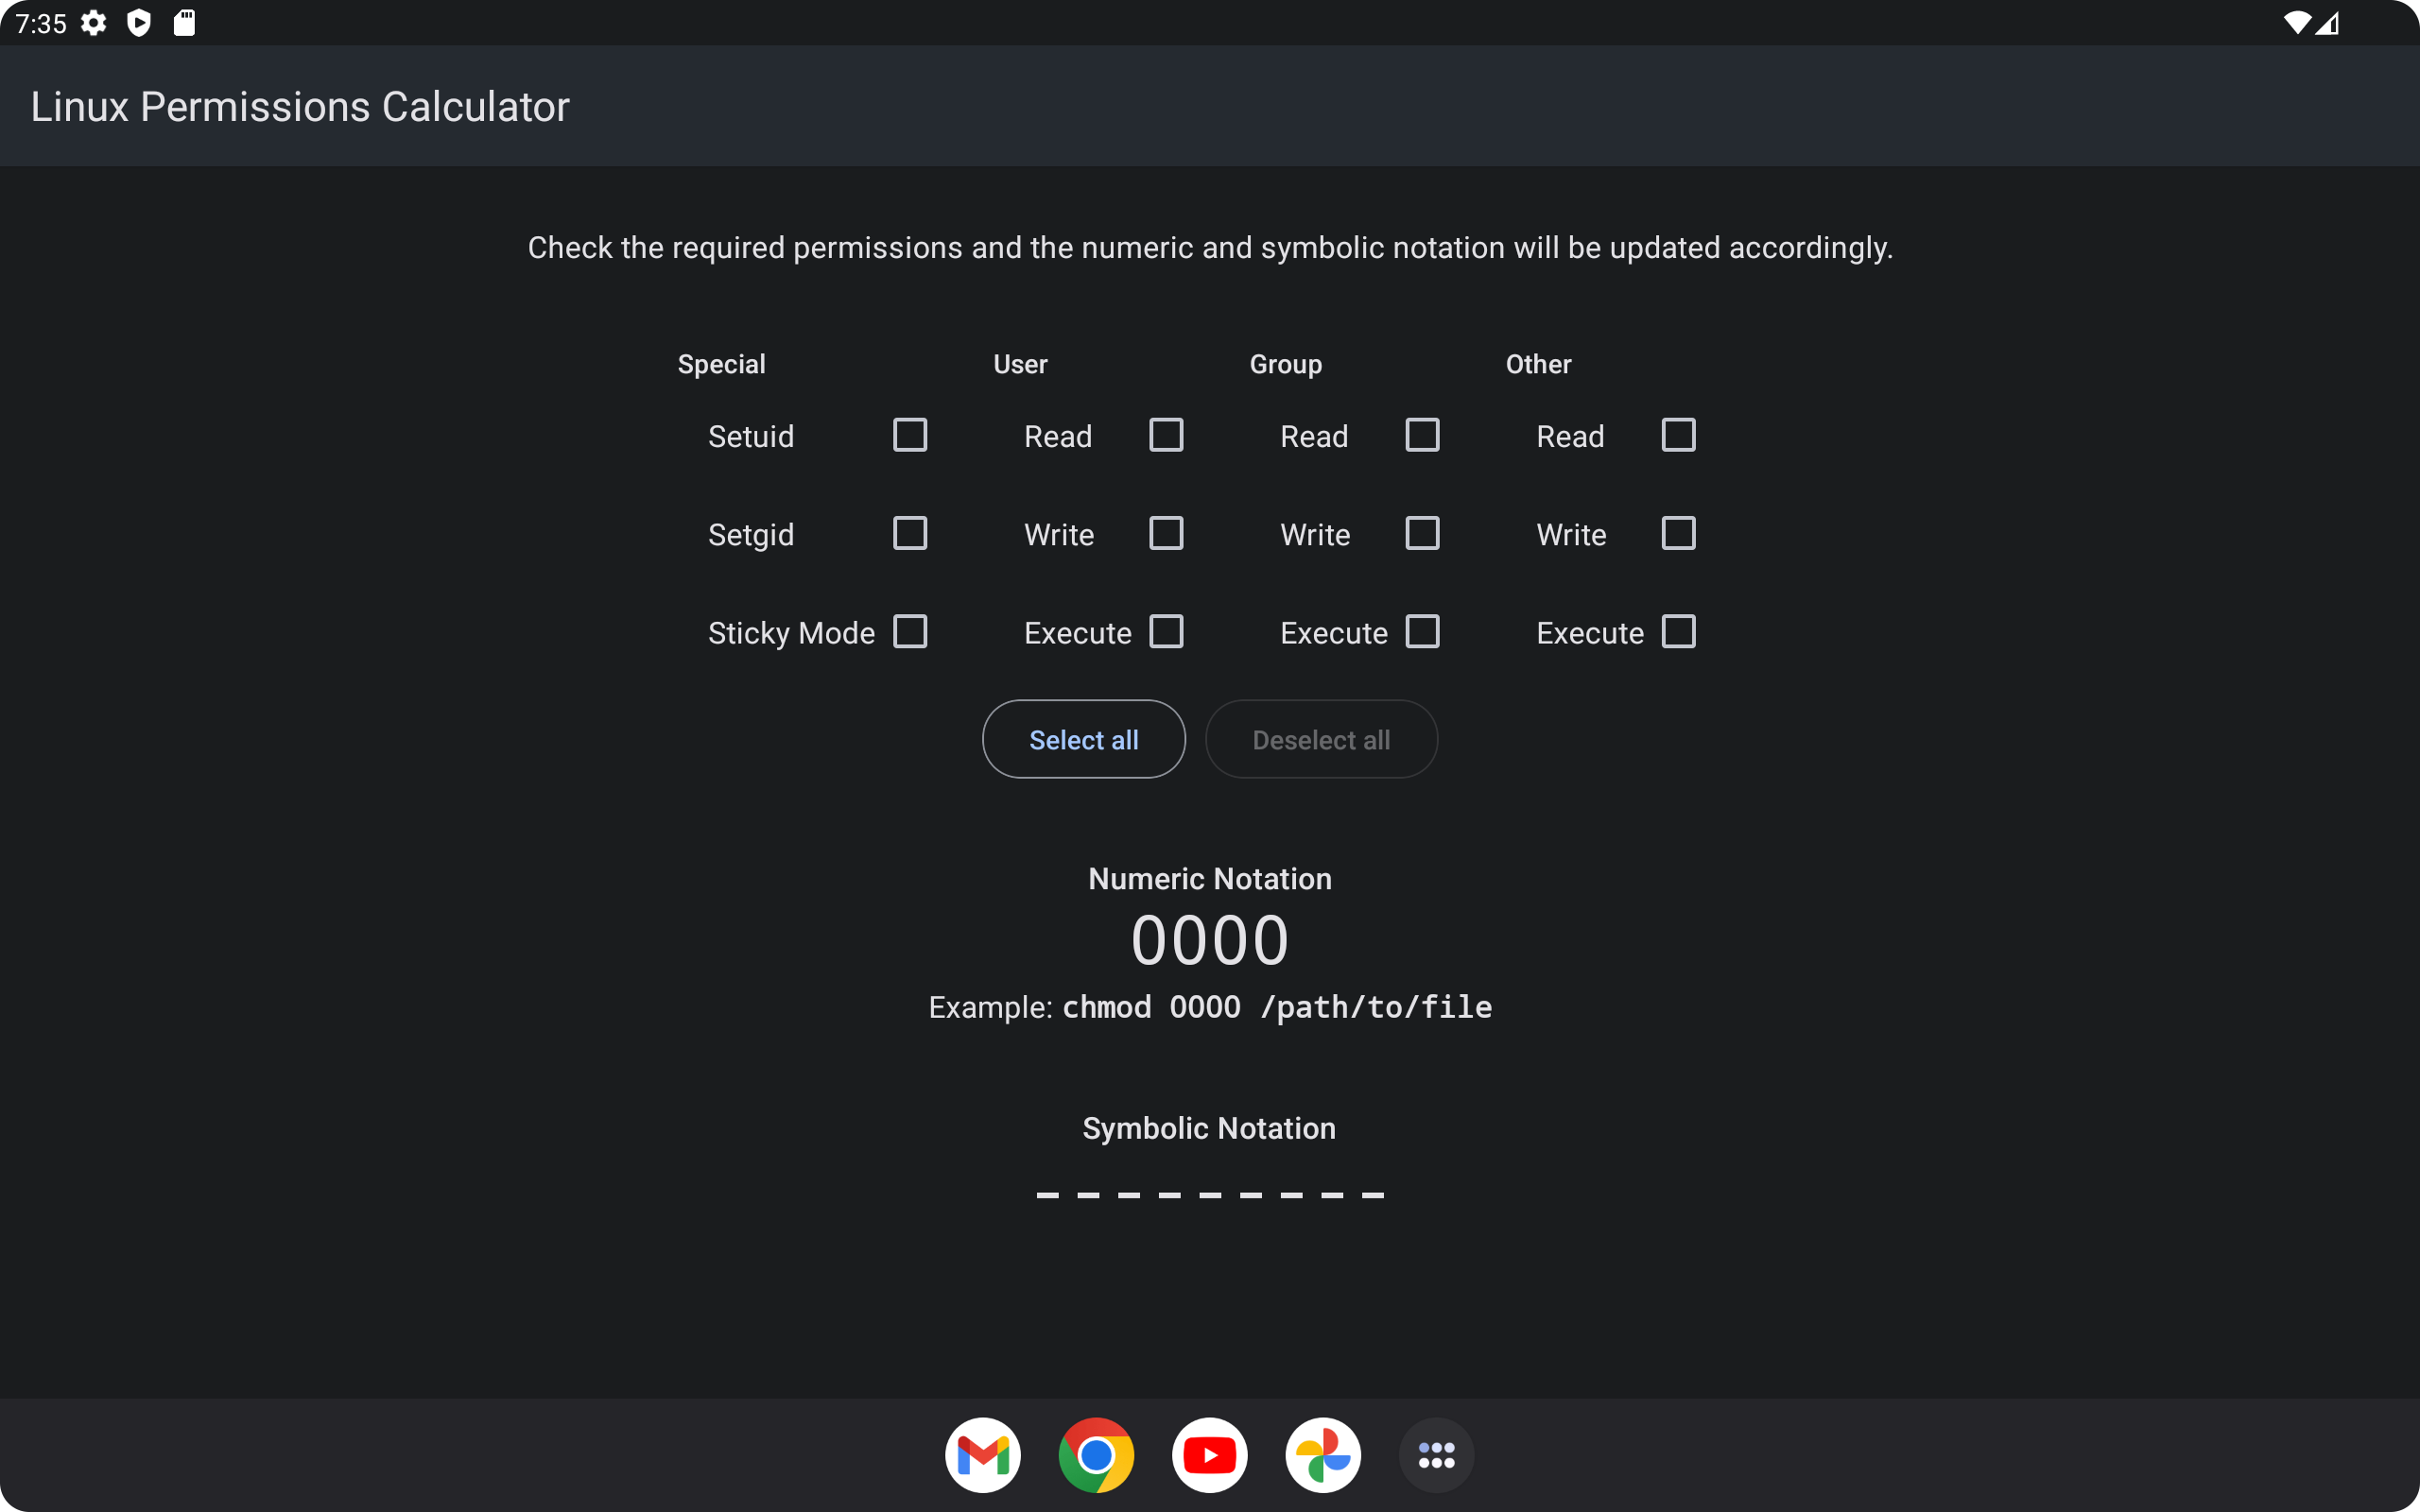 7:35
Linux Permissions Calculator
Check the required permissions and the numeric and symbolic notation will be updated accordingly.
Special User Group Other
Setuid Read Read Read
Setgid Write Write Write
Sticky Mode Execute Execute Execute
Select all Deselect all
Numeric Notation
0000
Example: chmod 0000 /path/to/file
Symbolic Notation
---------